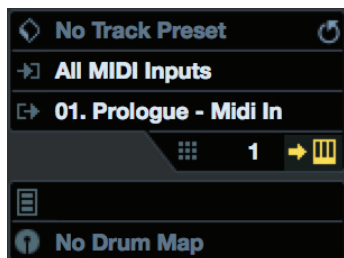 No Track Preset
All MIDI Inputs
01. Prologue - Midi In
1
No Drum Map